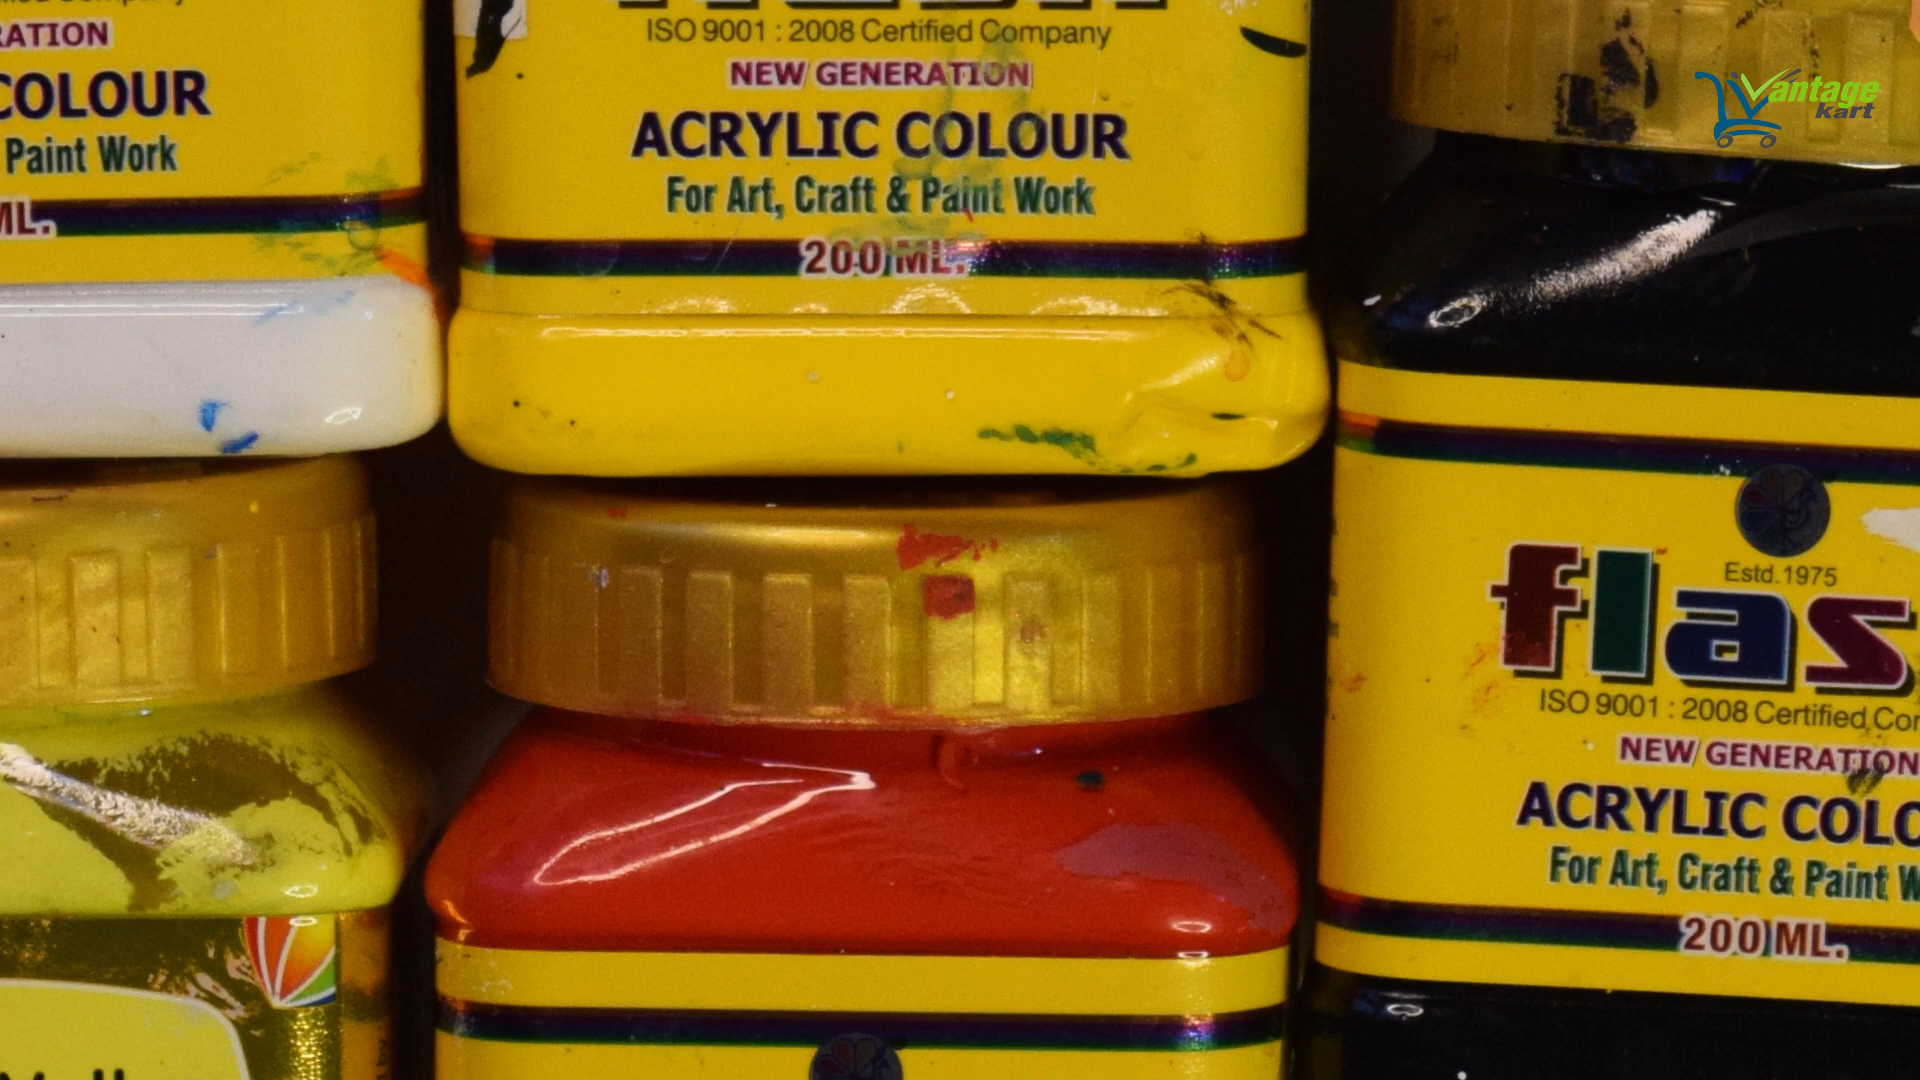 RATION
COLOUR
Paint Work
ML.
ISO 9001 : 2008 Certified Company
NEW GENERATION
ACRYLIC COLOUR
For Art, Craft & Paint Work
200 ML.
Vantage
kart
Estd.1975
flas
ISO 9001 : 2008 Certified Com
NEW GENERATION
ACRYLIC COLO
For Art, Craft & Paint W
200 ML.